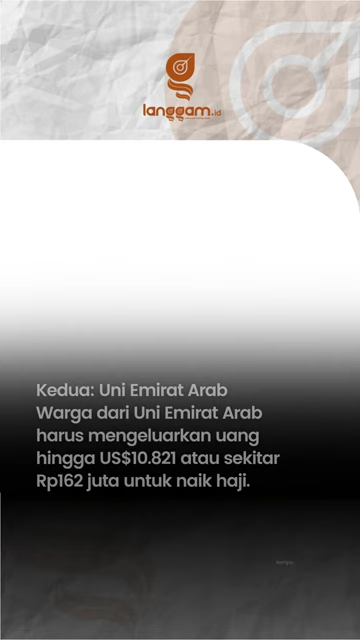 langgam.id
Kedua: Uni Emirat Arab
Warga dari Uni Emirat Arab
harus mengeluarkan uang
hingga US$10.821 atau sekitar
Rp162 juta untuk naik haji.